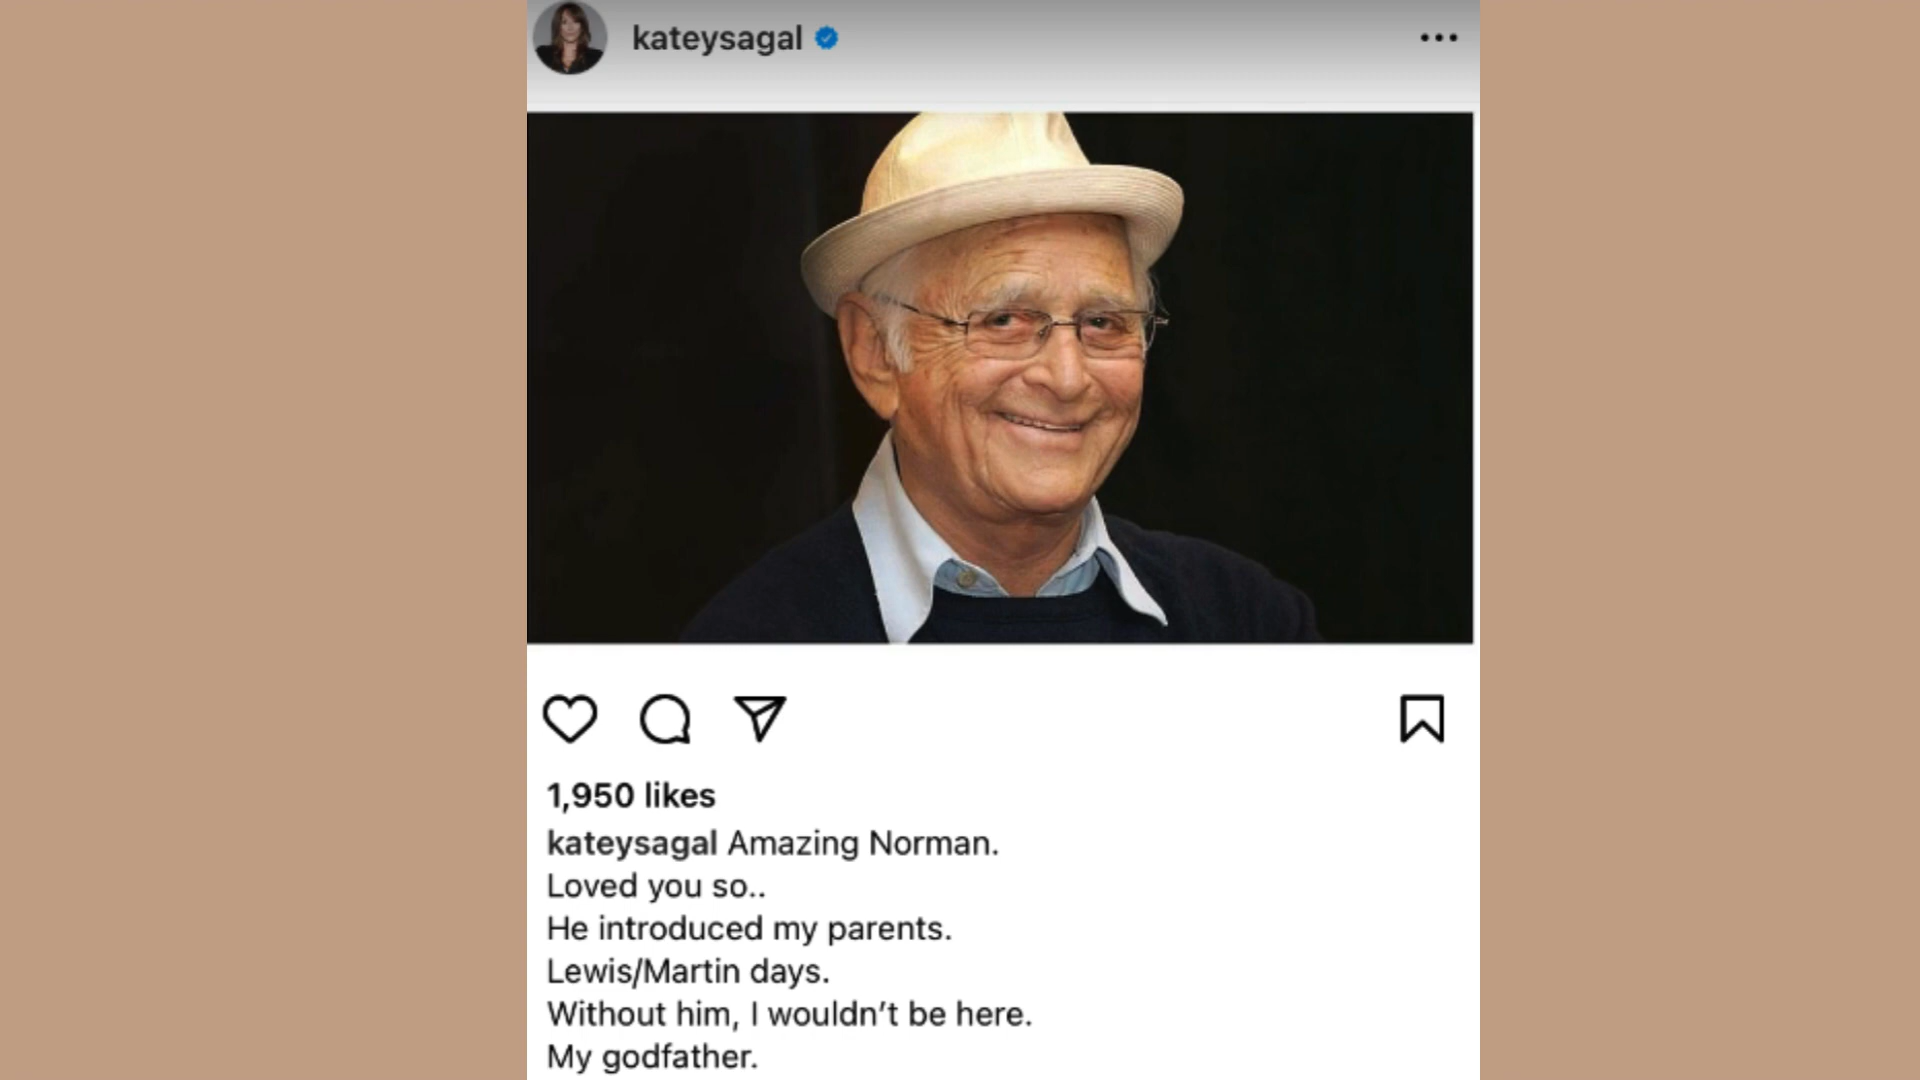 kateysagal
1,950 likes
kateysagal Amazing Norman.
Loved you so..
He introduced my parents.
Lewis/Martin days.
Without him, I wouldn’t be here.
My godfather.